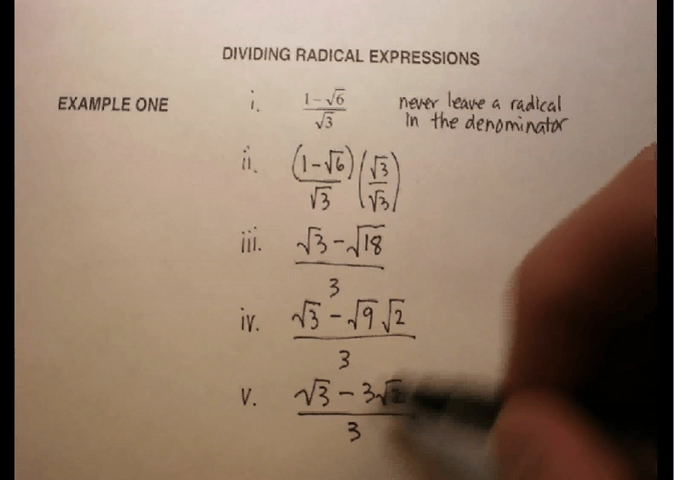 DIVIDING RADICAL EXPRESSIONS
EXAMPLE ONE i. (1-√6)/√3 never leave a radical
in the denominator
ii. (1-√6)/√3 (√3/√3)
iii. (√3-√18)/3
iv. (√3-√9√2)/3
v. (√3-3√2)/3